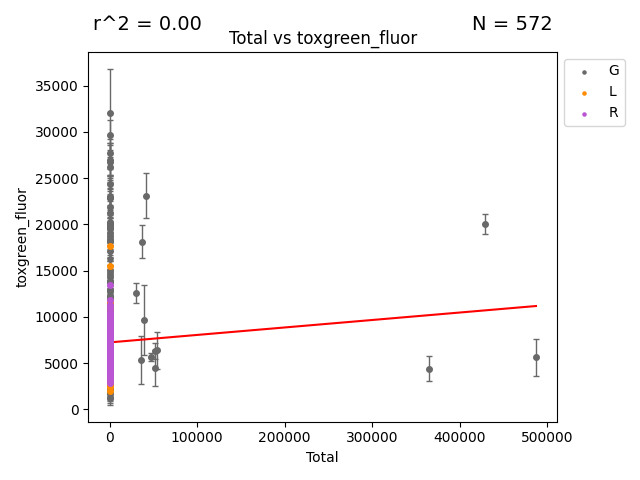 r^2 = 0.00
N = 572
Total vs toxgreen_fluor
G
L
R
35000
30000
25000
20000
15000
10000
5000
0
toxgreen_fluor
0
100000
200000
300000
400000
500000
Total